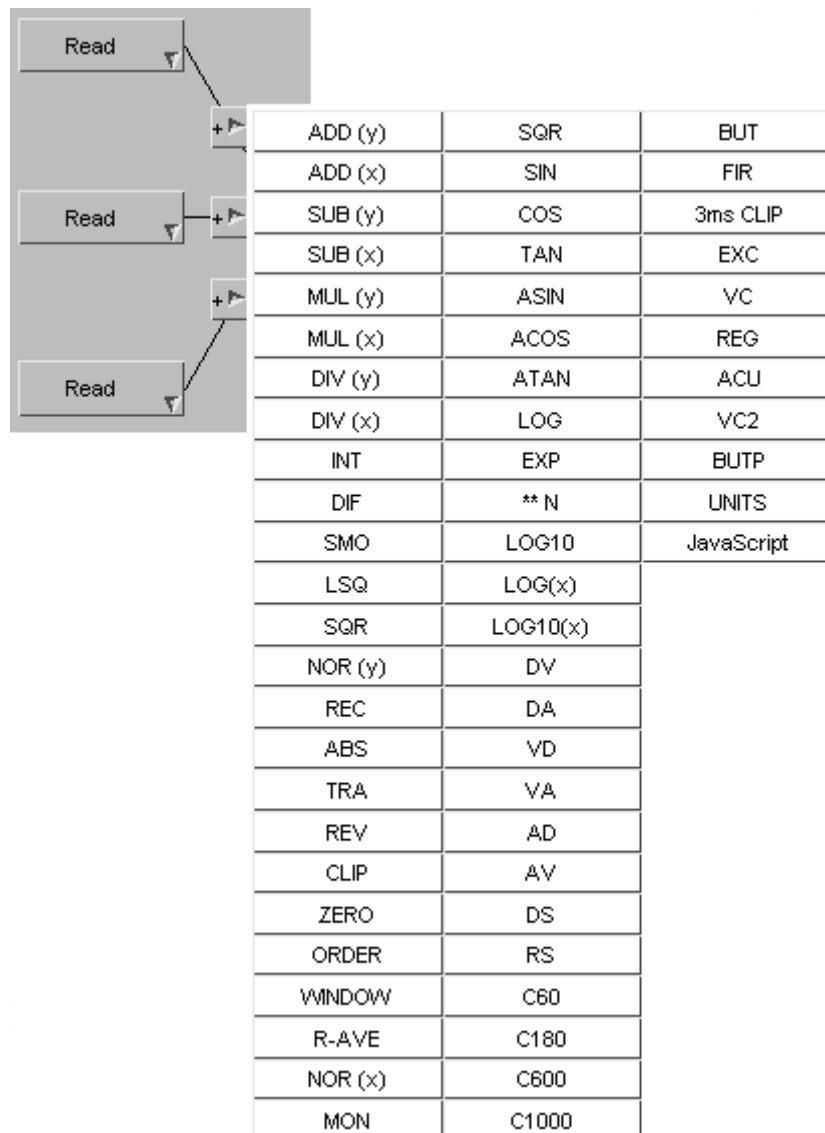 Read
+
ADD (y) SQR BUT
ADD (x) SIN FIR
Read + SUB (y) COS 3ms CLIP
SUB (x) TAN EXC
+ MUL (y) ASIN VC
MUL (x) ACOS REG
Read DIV (y) ATAN ACU
DIV (x) LOG VC2
INT EXP BUTP
DIF ** N UNITS
SMO LOG10 JavaScript
LSQ LOG(x)
SQR LOG10(x)
NOR (y) DV
REC DA
ABS VD
TRA VA
REV AD
CLIP AV
ZERO DS
ORDER RS
WINDOW C60
R-AVE C180
NOR (x) C600
MON C1000